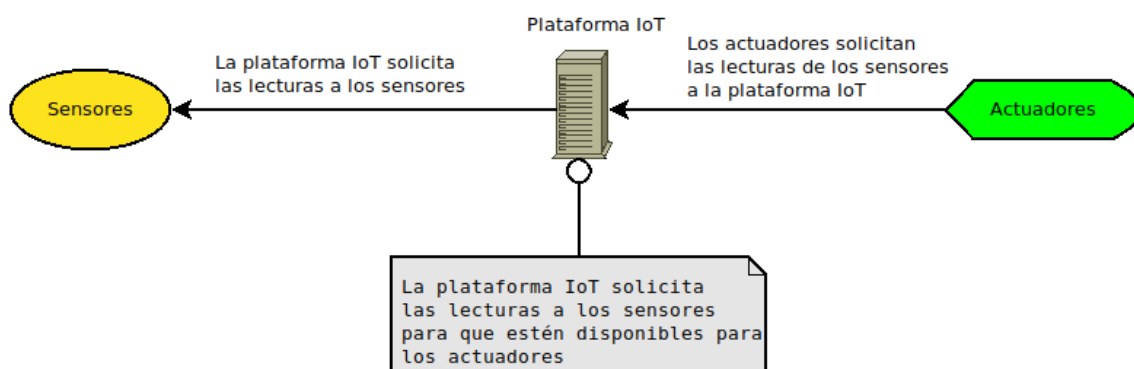 Plataforma IoT
La plataforma IoT solicita
las lecturas a los sensores
Los actuadores solicitan
las lecturas de los sensores
a la plataforma IoT
Sensores
Actuadores
La plataforma IoT solicita
las lecturas a los sensores
para que estén disponibles para
los actuadores